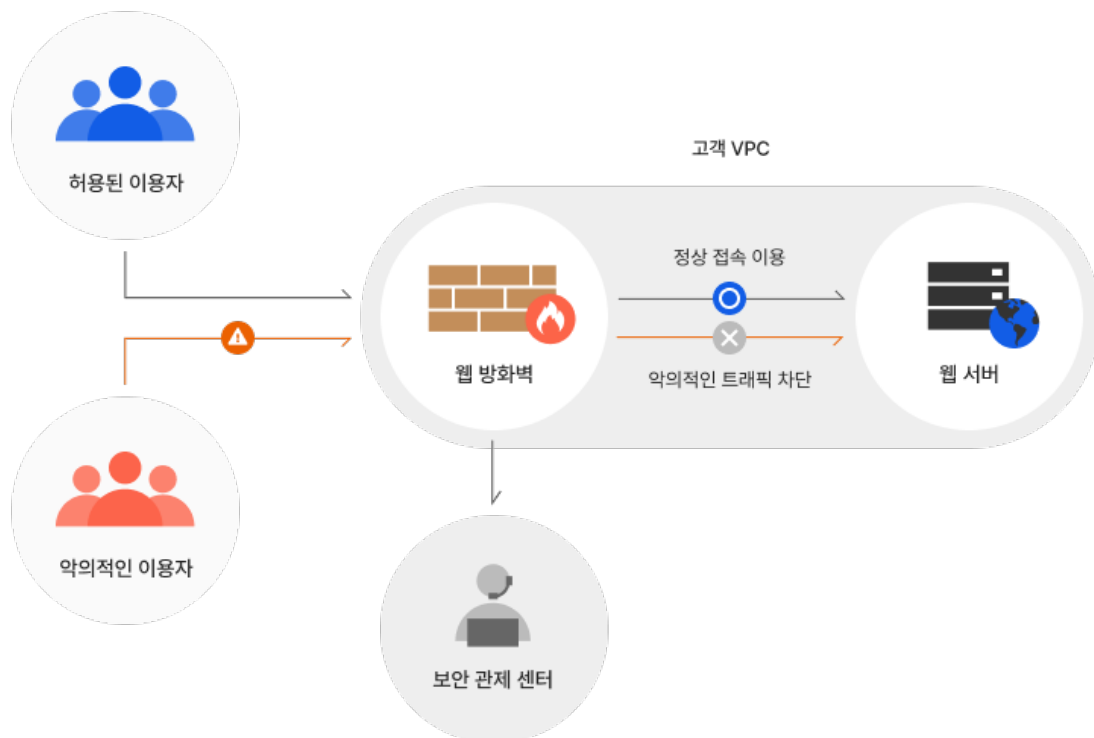 허용된 이용자
고객 VPC
정상 접속 이용
웹 방화벽
악의적인 트래픽 차단
웹 서버
악의적인 이용자
보안 관제 센터